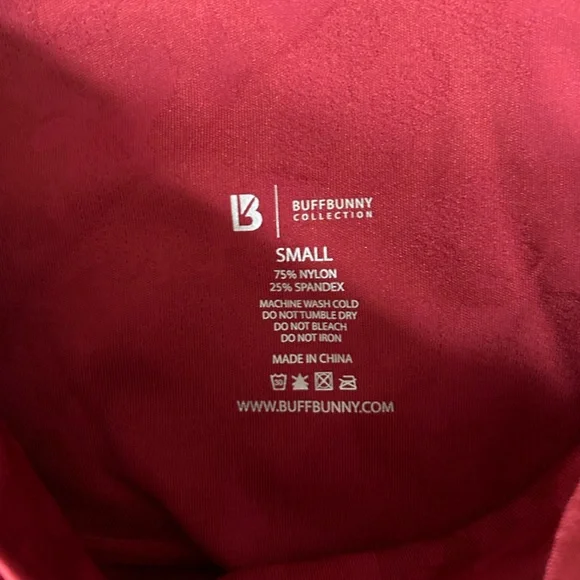 B
BUFFBUNNY
COLLECTION
SMALL
75% NYLON
25% SPANDEX
MACHINE WASH COLD
DO NOT TUMBLE DRY
DO NOT BLEACH
DO NOT IRON
MADE IN CHINA
30
WWW.BUFFBUNNY.COM